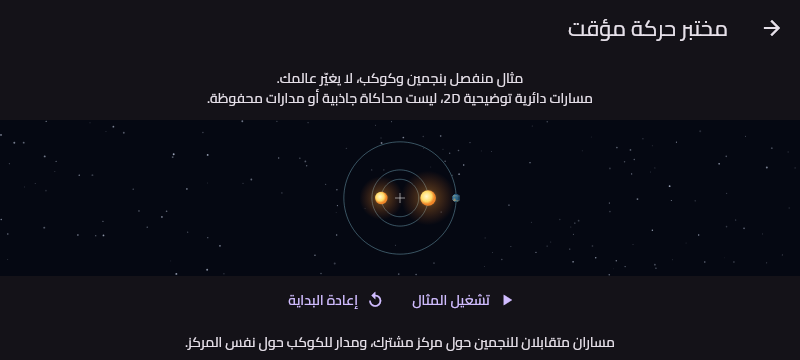 مختبر حركة مؤقت
مثال منفصل بنجمين وكوكب، لا يغيّر عالمك.
مسارات دائرية توضيحية 2D، ليست محاكاة جاذبية أو مدارات محفوظة.
تشغيل المثال
إعادة البداية
مساران متقابلان للنجمين حول مركز مشترك، ومدار للكوكب حول نفس المركز.